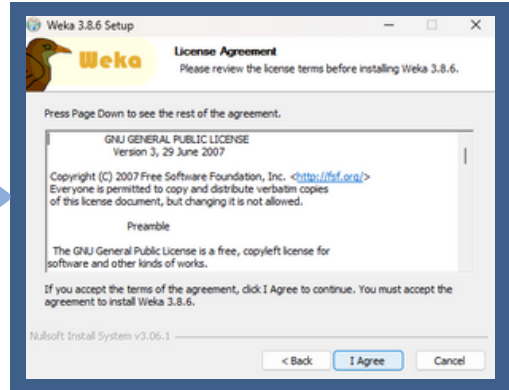 Weka 3.8.6 Setup
Weka
License Agreement
Please review the license terms before installing Weka 3.8.6.
Press Page Down to see the rest of the agreement.
GNU GENERAL PUBLIC LICENSE
Version 3, 29 June 2007
Copyright (C) 2007 Free Software Foundation, Inc. <http://fsf.org/>
Everyone is permitted to copy and distribute verbatim copies
of this license document, but changing it is not allowed.
Preamble
The GNU General Public License is a free, copyleft license for
software and other kinds of works.
If you accept the terms of the agreement, click I Agree to continue. You must accept the
agreement to install Weka 3.8.6.
Nullsoft Install System v3.06.1
< Back I Agree Cancel